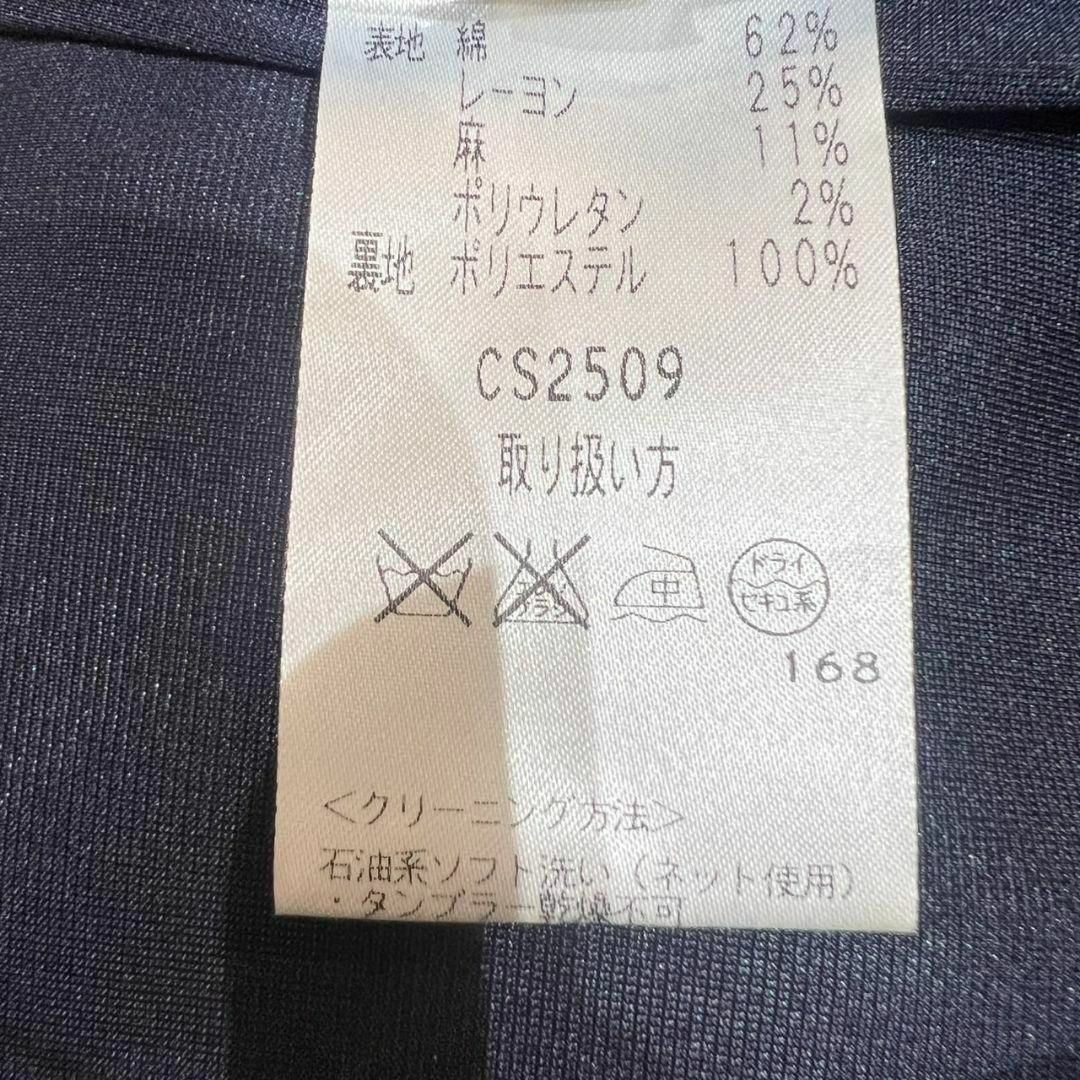 表地 綿 62%
レーヨン 25%
麻 11%
ポリウレタン 2%
裏地 ポリエステル 100%
CS2509
取り扱い方
中 ドライ
セキユ系
168
<クリーニング方法>
石油系ソフト洗い(ネット使用)
・タンブラー乾燥不可